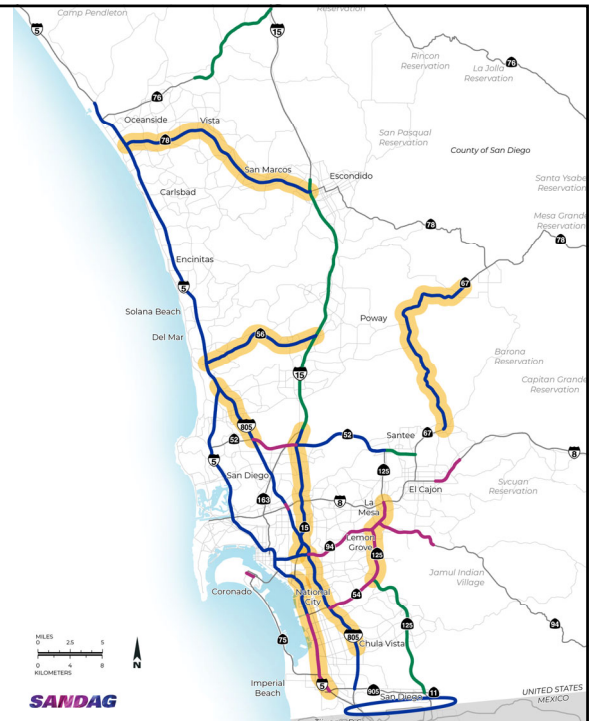 Camp Pendleton
Reservation
5
15
Rincon
Reservation
76
La Jolla
Reservation
76
Oceanside
Vista
78
San Pasqual
Reservation
County of San Diego
San Marcos
Escondido
Santa Ysabel
Reservation
Carlsbad
Mesa Grande
Reservation
78
78
Encinitas
5
67
Solana Beach
Poway
Del Mar
56
Barona
Reservation
15
Capitan Grande
Reservation
805
52
52
Santee
67
8
5
San Diego
125
El Cajon
Sycuan
Reservation
163
8
La
Mesa
15
94
Lemon
Grove
125
Jamul Indian
Village
Coronado
National
City
54
94
75
125
805
Chula Vista
MILES
0 2.5 5
0 4 8
KILOMETERS
N
Imperial
Beach
5
905
San Diego
11
UNITED STATES
MEXICO
SANDAG